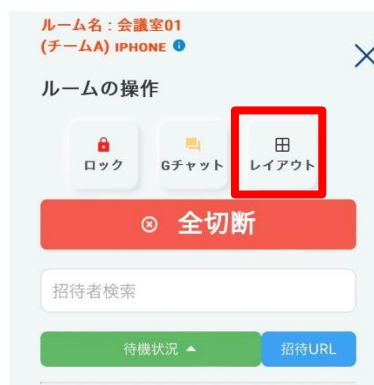 ルーム名：会議室01
(チームA) IPHONE
ルームの操作
ロック Gチャット レイアウト
全切断
招待者検索
待機状況 招待URL